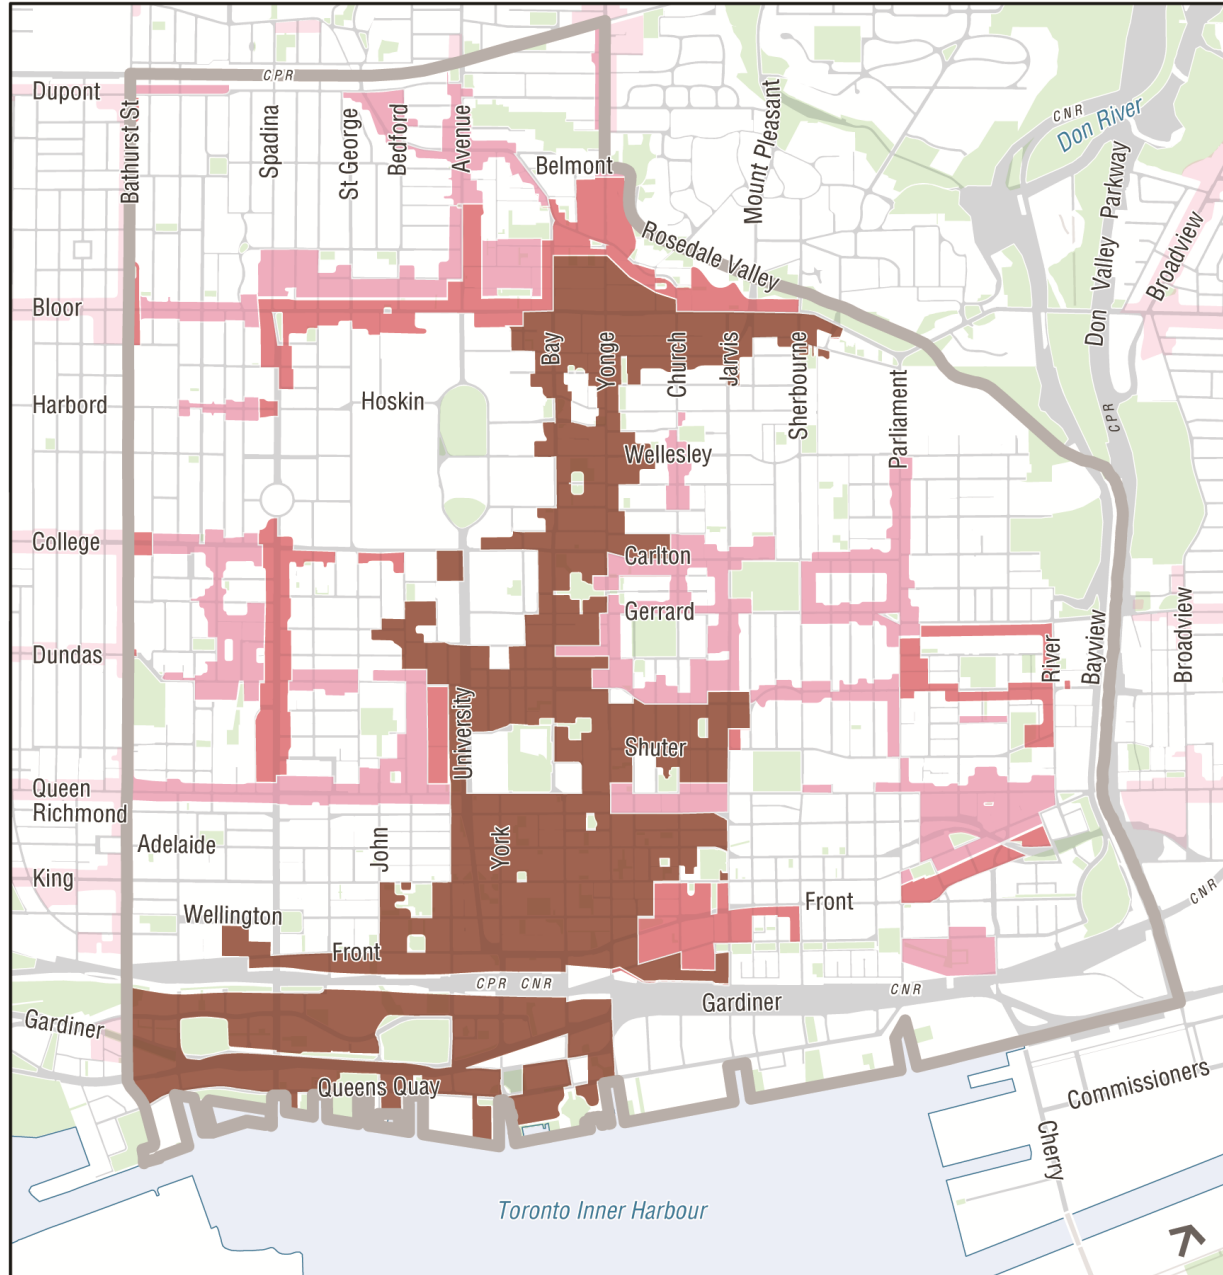 CPR
Dupont
Bathurst St
Spadina
St George
Bedford
Avenue
Belmont
Mount Pleasant
CNR
Don River
Don Valley Parkway
Broadview
Rosedale Valley
Bloor
Bay
Yonge
Church
Jarvis
Sherbourne
Parliament
CPR
Harbord
Hoskin
Wellesley
College
Carlton
Gerrard
Dundas
River
Bayview
Broadview
University
Shuter
Queen
Richmond
Adelaide
John
York
King
Wellington
Front
Front
CNR
CPR CNR
CNR
Gardiner
Gardiner
Queens Quay
Commissioners
Cherry
Toronto Inner Harbour